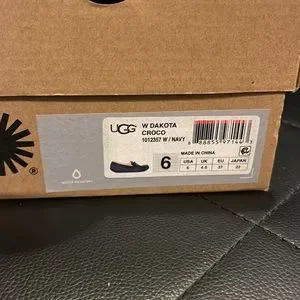 UGG
W DAKOTA
CROCO
1012357 W / NAVY
6
MADE IN CHINA
USA UK EU JAPAN
6 4.5 37 23
®